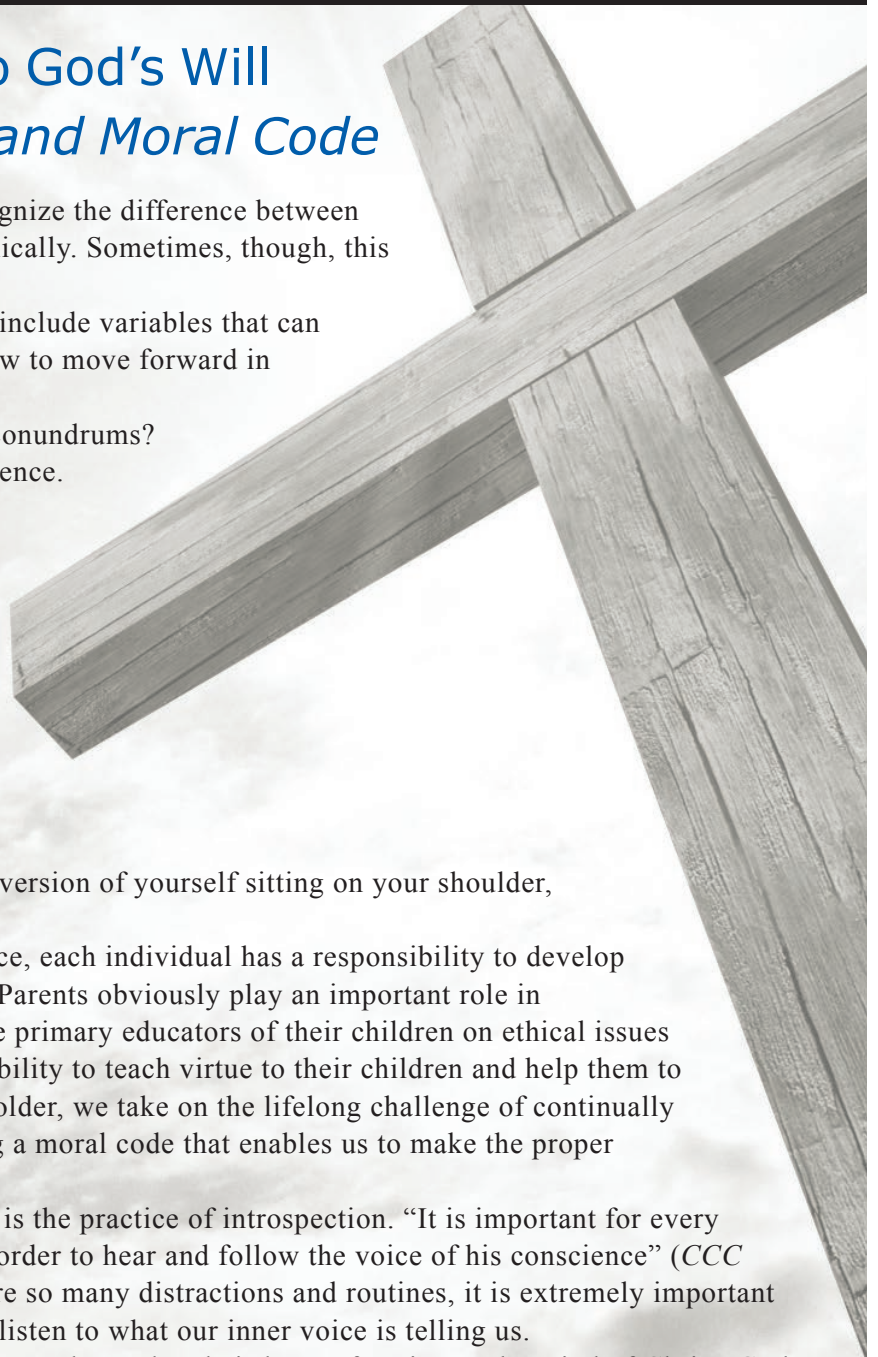 o God's Will
and Moral Code
gnize the difference between
ically. Sometimes, though, this
include variables that can
w to move forward in
onundrums?
ence.
version of yourself sitting on your shoulder,
ce, each individual has a responsibility to develop
Parents obviously play an important role in
e primary educators of their children on ethical issues
bility to teach virtue to their children and help them to
older, we take on the lifelong challenge of continually
g a moral code that enables us to make the proper
is the practice of introspection. “It is important for every
order to hear and follow the voice of his conscience” (CCC
re so many distractions and routines, it is extremely important
listen to what our inner voice is telling us.